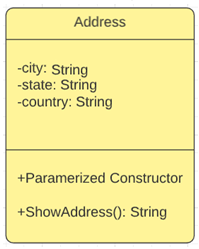 Address
-city: String
-state: String
-country: String
+Paramerized Constructor
+ShowAddress(): String